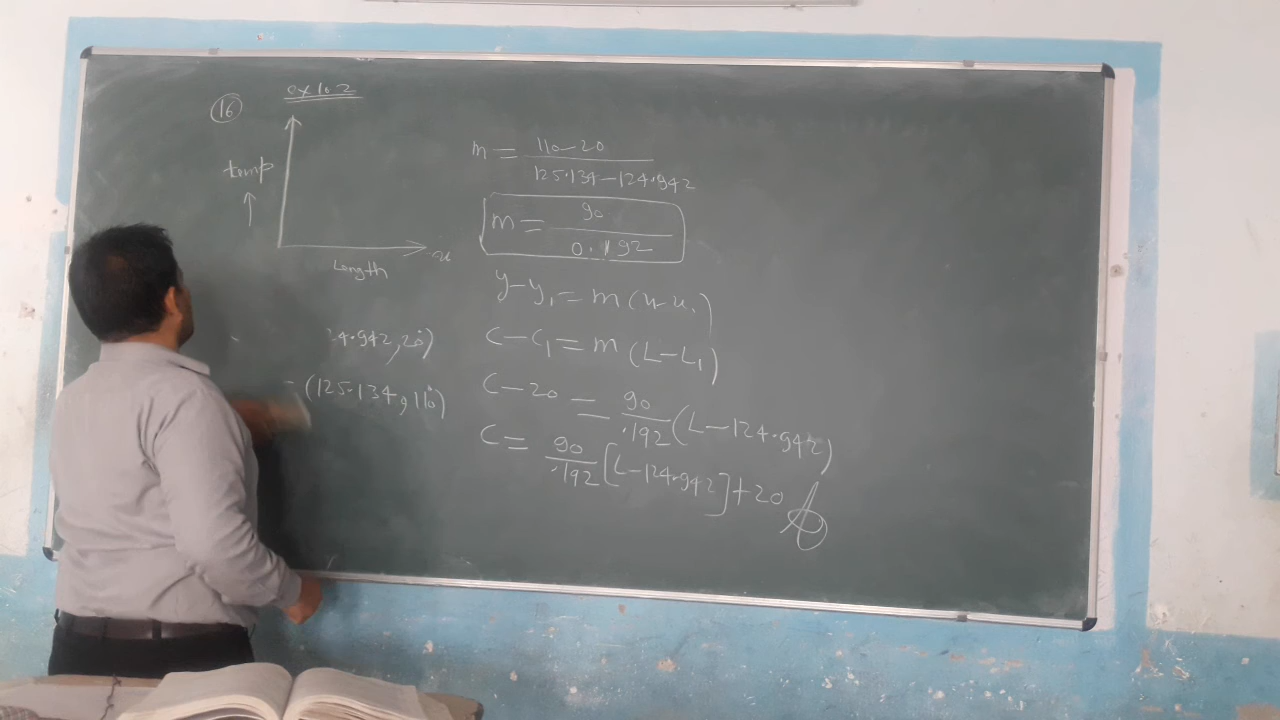 ex 10.2
(16)
temp
Length
x
4.942, 20°)
(125.134, 110°)
m = 110-20 / 125.134-124.942
m = 90 / 0.192
y-y₁ = m(x-x₁)
C-C₁ = m(L-L₁)
C-20 = 90/.192 (L-124.942)
C = 90/.192 [L-124.942]+20